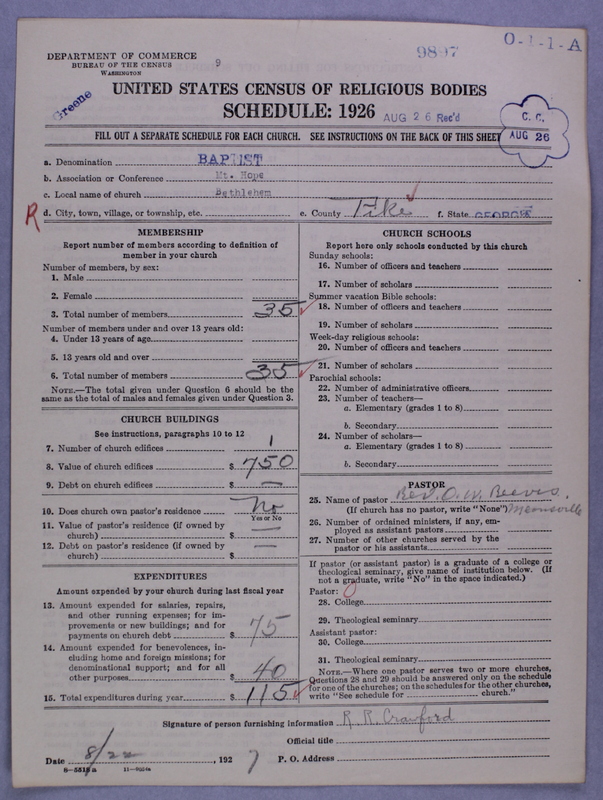 DEPARTMENT OF COMMERCE
BUREAU OF THE CENSUS
WASHINGTON
9
9897
O-1-1-A
Greene
UNITED STATES CENSUS OF RELIGIOUS BODIES
SCHEDULE: 1926 AUG 26 Rec'd
C. C.
AUG 26
FILL OUT A SEPARATE SCHEDULE FOR EACH CHURCH. SEE INSTRUCTIONS ON THE BACK OF THIS SHEET
a. Denomination BAPTIST
b. Association or Conference Mt. Hope
c. Local name of church Bethlehem
R d. City, town, village, or township, etc. e. County Pike f. State GEORGIA
MEMBERSHIP
Report number of members according to definition of
member in your church
Number of members, by sex:
1. Male
2. Female
3. Total number of members 35
Number of members under and over 13 years old:
4. Under 13 years of age
5. 13 years old and over
6. Total number of members 35
NOTE.—The total given under Question 6 should be the
same as the total of males and females given under Question 3.
CHURCH BUILDINGS
See instructions, paragraphs 10 to 12
7. Number of church edifices 1
8. Value of church edifices $ 750
9. Debt on church edifices $ —
10. Does church own pastor's residence No
Yes or No
11. Value of pastor's residence (if owned by
church) $ —
12. Debt on pastor's residence (if owned by
church) $ —
EXPENDITURES
Amount expended by your church during last fiscal year
13. Amount expended for salaries, repairs,
and other running expenses; for im-
provements or new buildings; and for
payments on church debt $ 75
14. Amount expended for benevolences, in-
cluding home and foreign missions; for
denominational support; and for all
other purposes $ 40
15. Total expenditures during year $ 115
CHURCH SCHOOLS
Report here only schools conducted by this church
Sunday schools:
16. Number of officers and teachers
17. Number of scholars
Summer vacation Bible schools:
18. Number of officers and teachers
19. Number of scholars
Week-day religious schools:
20. Number of officers and teachers
21. Number of scholars
Parochial schools:
22. Number of administrative officers
23. Number of teachers—
a. Elementary (grades 1 to 8)
b. Secondary
24. Number of scholars—
a. Elementary (grades 1 to 8)
b. Secondary
PASTOR
25. Name of pastor Rev. O. W. Reeves.
(If church has no pastor, write "None")
26. Number of ordained ministers, if any, em-
ployed as assistant pastors
27. Number of other churches served by the
pastor or his assistants
If pastor (or assistant pastor) is a graduate of a college or
theological seminary, give name of institution below. (If
not a graduate, write "No" in the space indicated.)
Pastor:
28. College
29. Theological seminary
Assistant pastor:
30. College
31. Theological seminary
NOTE.—Where one pastor serves two or more churches,
Questions 28 and 29 should be answered only on the schedule
for one of the churches; on the schedules for the other churches,
write "See schedule for church."
Signature of person furnishing information R. R. Crawford
Official title
Date 8/22, 1927 P. O. Address
8—5518 a 11—9054a